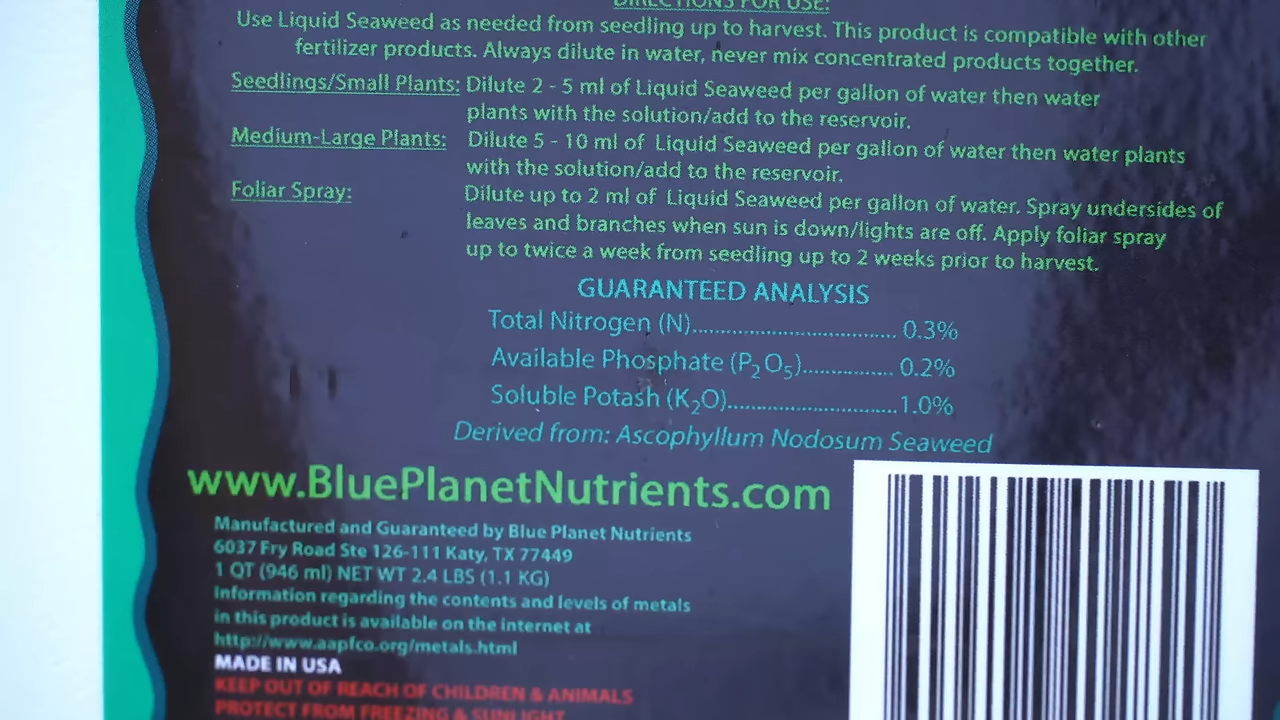 DIRECTIONS FOR USE:
Use Liquid Seaweed as needed from seedling up to harvest. This product is compatible with other
fertilizer products. Always dilute in water, never mix concentrated products together.
Seedlings/Small Plants: Dilute 2 - 5 ml of Liquid Seaweed per gallon of water then water
plants with the solution/add to the reservoir.
Medium-Large Plants: Dilute 5 - 10 ml of Liquid Seaweed per gallon of water then water plants
with the solution/add to the reservoir.
Foliar Spray: Dilute up to 2 ml of Liquid Seaweed per gallon of water. Spray undersides of
leaves and branches when sun is down/lights are off. Apply foliar spray
up to twice a week from seedling up to 2 weeks prior to harvest.
GUARANTEED ANALYSIS
Total Nitrogen (N)................................... 0.3%
Available Phosphate (P₂O₅)............... 0.2%
Soluble Potash (K₂O).............................1.0%
Derived from: Ascophyllum Nodosum Seaweed
www.BluePlanetNutrients.com
Manufactured and Guaranteed by Blue Planet Nutrients
6037 Fry Road Ste 126-111 Katy, TX 77449
1 QT (946 ml) NET WT 2.4 LBS (1.1 KG)
Information regarding the contents and levels of metals
in this product is available on the internet at
http://www.aapfco.org/metals.html
MADE IN USA
KEEP OUT OF REACH OF CHILDREN & ANIMALS
PROTECT FROM FREEZING & SUNLIGHT